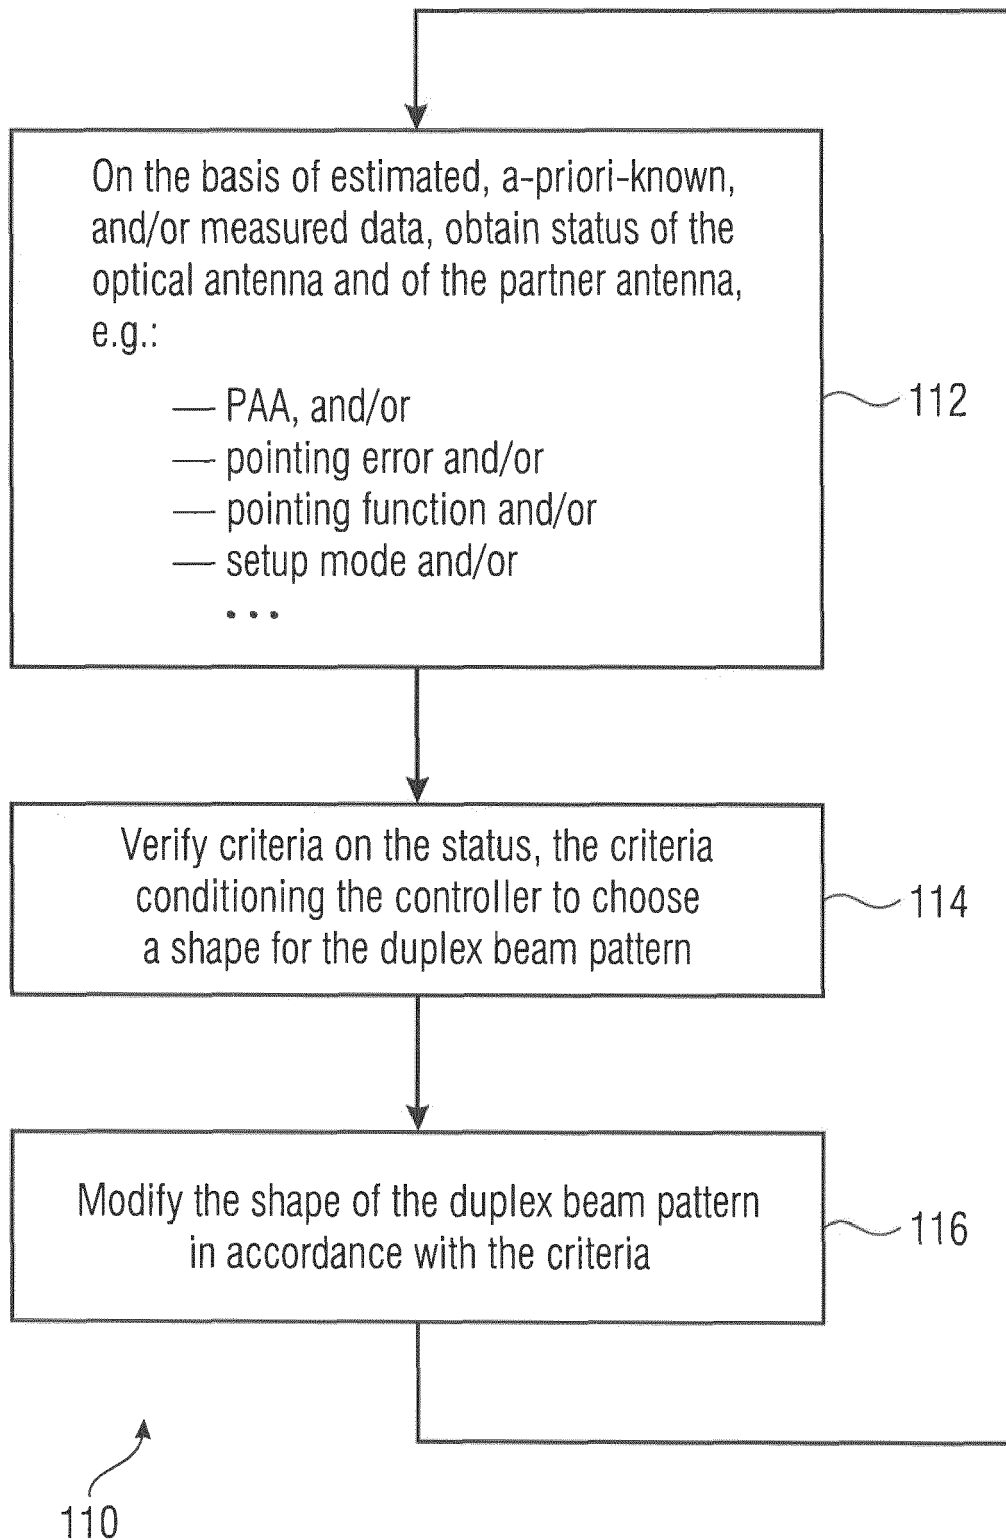 On the basis of estimated, a-priori-known,
and/or measured data, obtain status of the
optical antenna and of the partner antenna,
e.g.:
— PAA, and/or
— pointing error and/or
— pointing function and/or
— setup mode and/or
...
112
Verify criteria on the status, the criteria
conditioning the controller to choose
a shape for the duplex beam pattern
114
Modify the shape of the duplex beam pattern
in accordance with the criteria
116
110